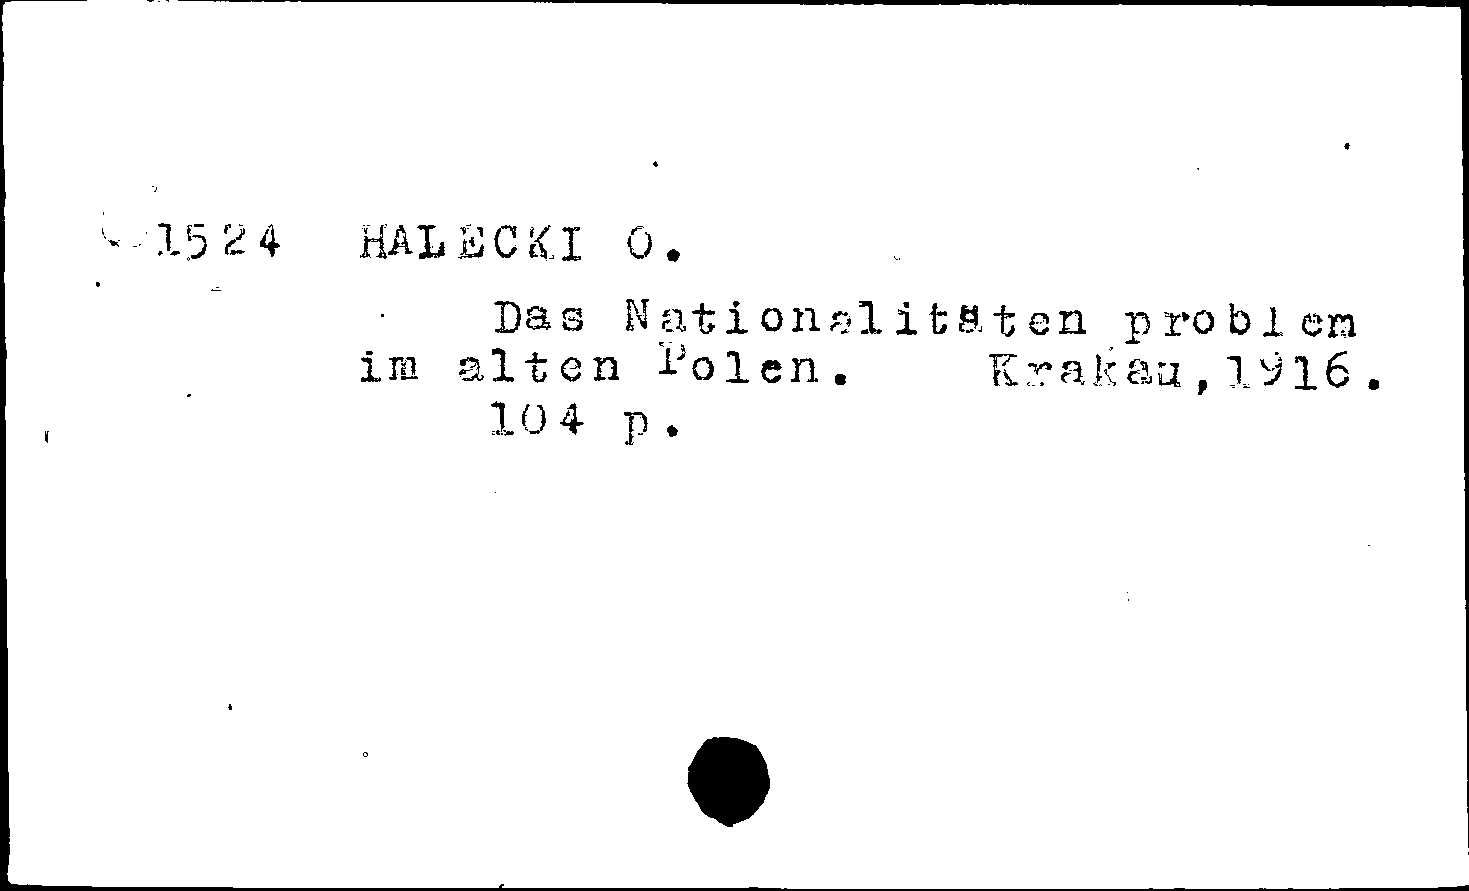 1524 HALECKI O.
Das Nationalitäten problem
im alten Polen. Krakau,1916.
104 p.